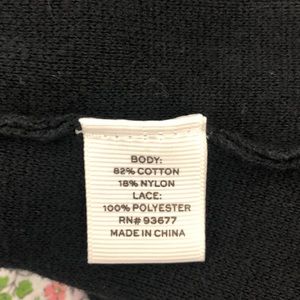 BODY:
82% COTTON
18% NYLON
LACE:
100% POLYESTER
RN# 93677
MADE IN CHINA